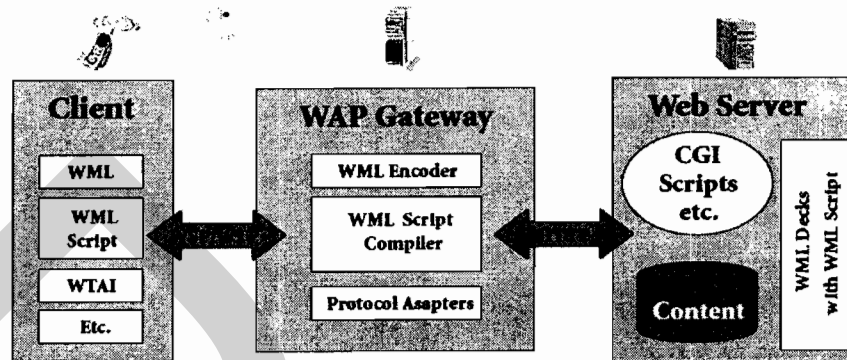 Client
WML
WML
Script
WTAI
Etc.
WAP Gateway
WML Encoder
WML Script
Compiler
Protocol Asapters
Web Server
CGI
Scripts
etc.
Content
WML Decks
with WML Script